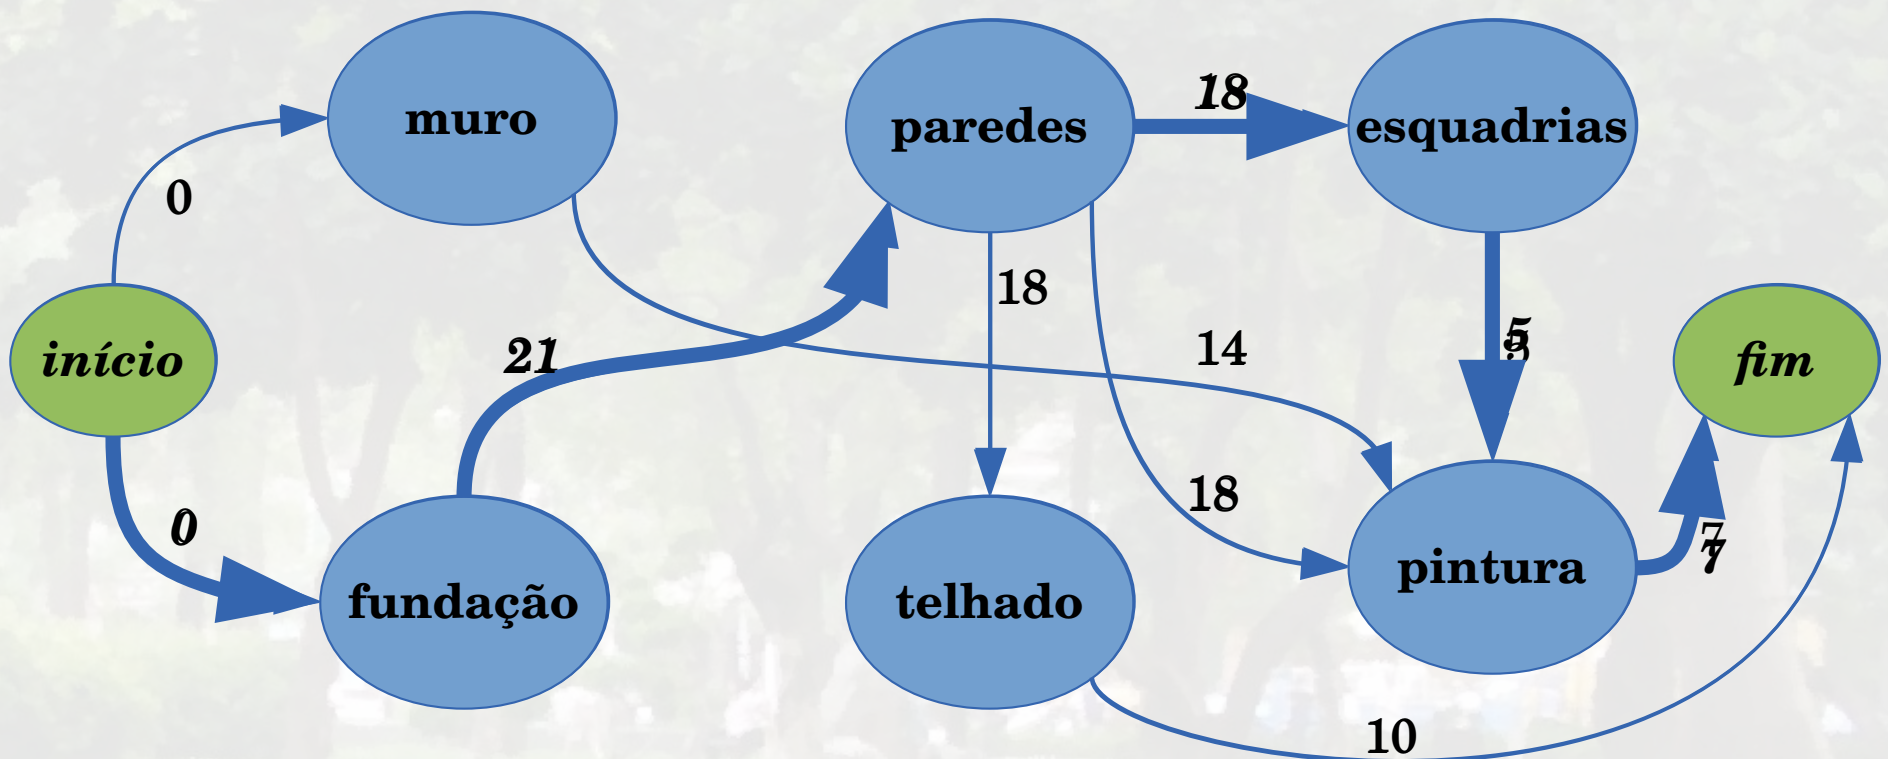 muro
paredes
18
esquadrias
0
18
início
21
14
5
fim
0
18
fundação
telhado
pintura
7
10